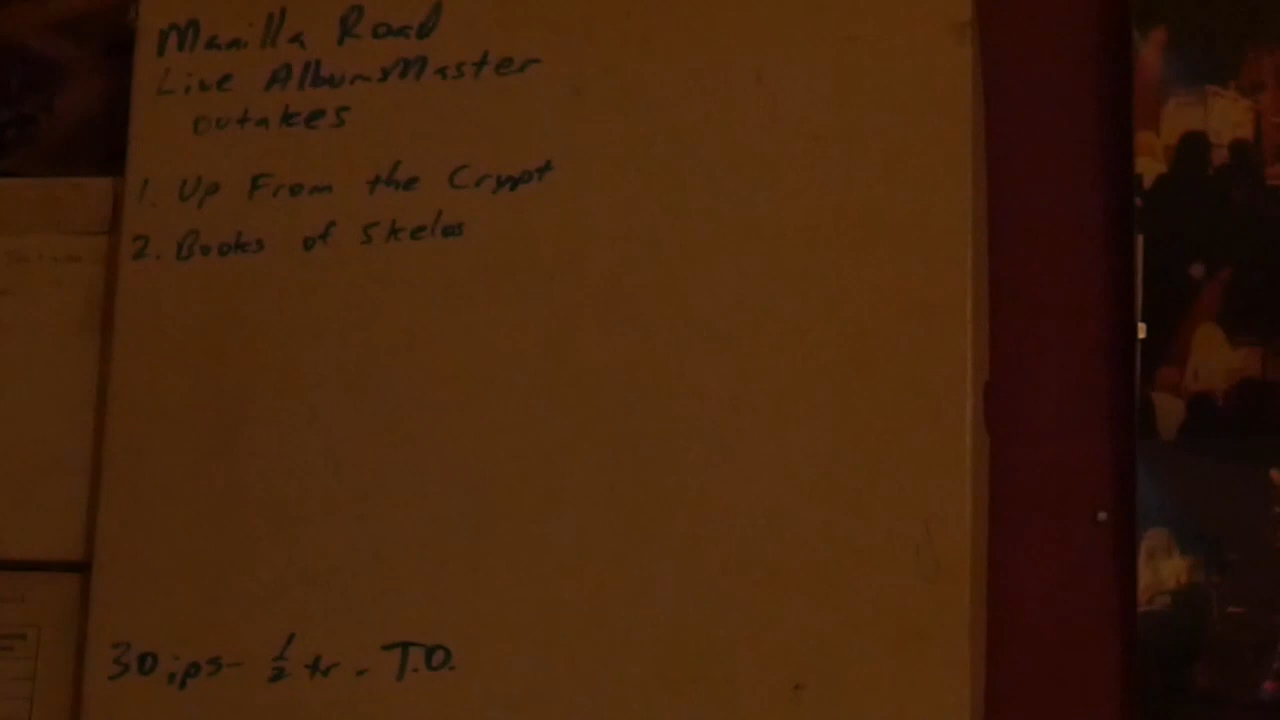 Manilla Road
Live Albums Master
outakes
1. Up From the Crypt
2. Books of Skelos
30 ips - 1/2 tr - T.O.